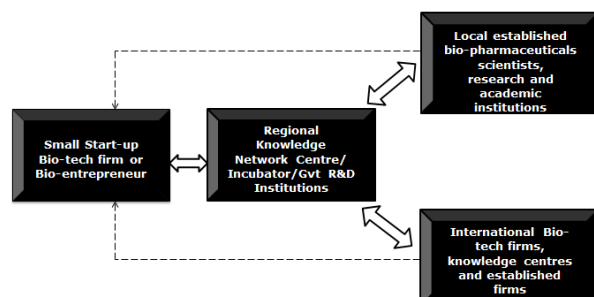 Small Start-up
Bio-tech firm or
Bio-entrepreneur
Regional
Knowledge
Network Centre/
Incubator/Gvt R&D
Institutions
Local established
bio-pharmaceuticals
scientists,
research and
academic
institutions
International Bio-
tech firms,
knowledge centres
and established
firms